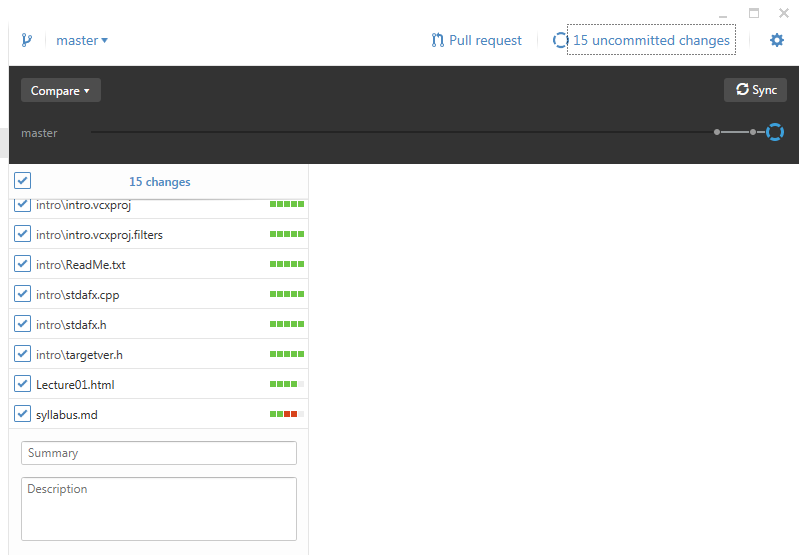 master
Pull request
15 uncommitted changes
Compare
Sync
master
15 changes
intro\intro.vcxproj
intro\intro.vcxproj.filters
intro\ReadMe.txt
intro\stdafx.cpp
intro\stdafx.h
intro\targetver.h
Lecture01.html
syllabus.md
Summary
Description